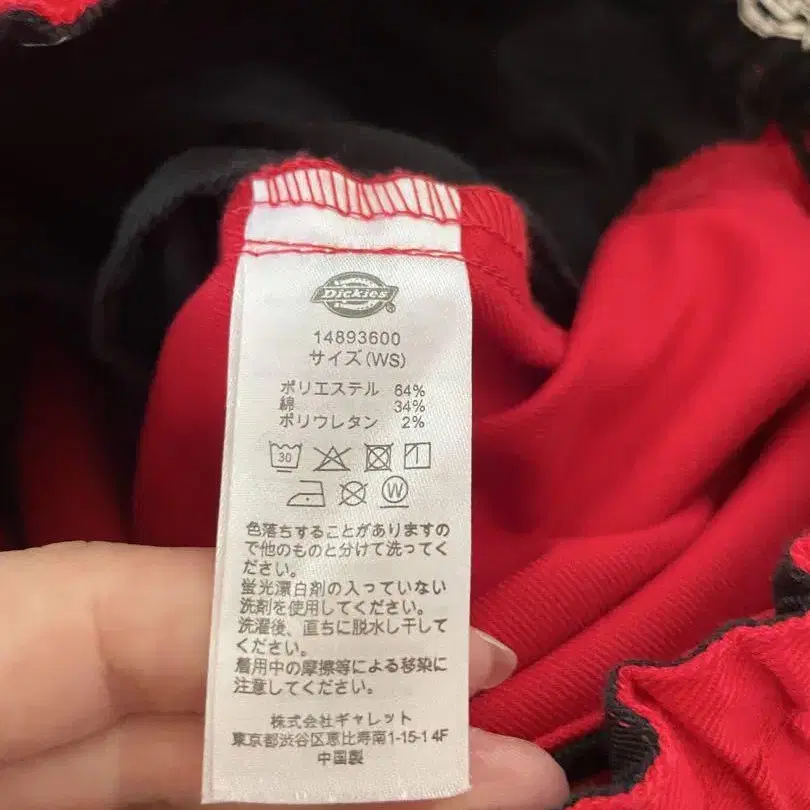 Dickies
14893600
サイズ(WS)
ポリエステル 64%
綿 34%
ポリウレタン 2%
30
W
色落ちすることがありますの
で他のものと分けて洗ってく
ださい。
蛍光漂白剤の入っていない
洗剤を使用してください。
洗濯後、直ちに脱水し干して
ください。
着用中の摩擦等による移染に
注意してください。
株式会社ギャレット
東京都渋谷区恵比寿南1-15-1 4F
中国製